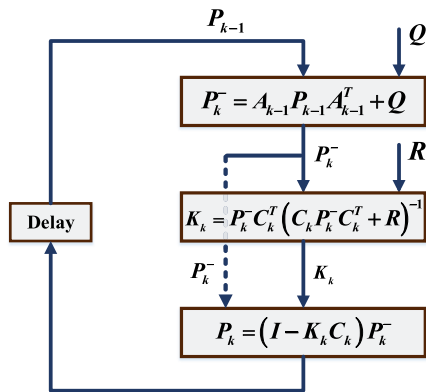 P_{k-1}
Q
P_k^- = A_{k-1} P_{k-1} A_{k-1}^T + Q
P_k^-
R
Delay
K_k = P_k^- C_k^T (C_k P_k^- C_k^T + R)^{-1}
P_k^-
K_k
P_k = (I - K_k C_k) P_k^-